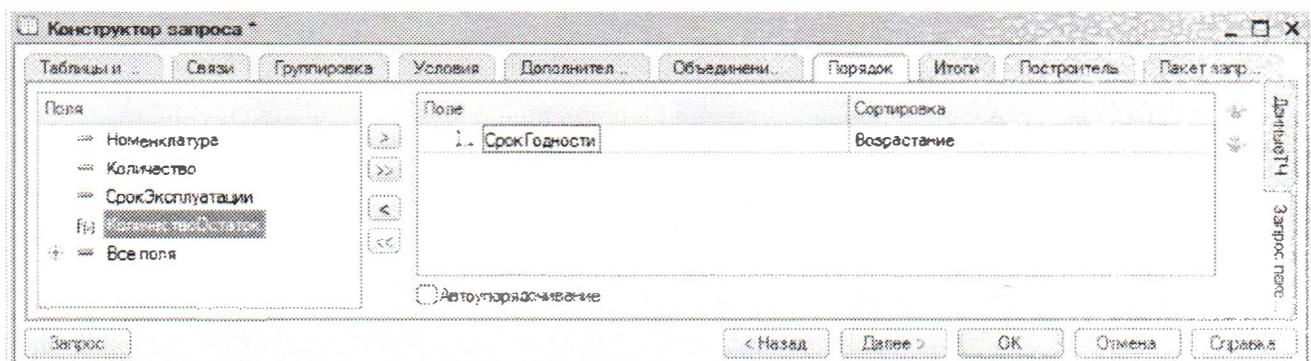 Конструктор запроса *
Таблицы и ... Связи Группировка Условия Дополнител... Объединени... Порядок Итоги Построитель Пакет запр...
Поля
Номенклатура
Количество
СрокЭксплуатации
КоличествоОстаток
Все поля
>
>>
<
<<
Поле Сортировка
1.. СрокГодности Возрастание
Автоупорядочивание
ДанныеТЧ
Запрос паке...
Запрос < Назад Далее > OK Отмена Справка